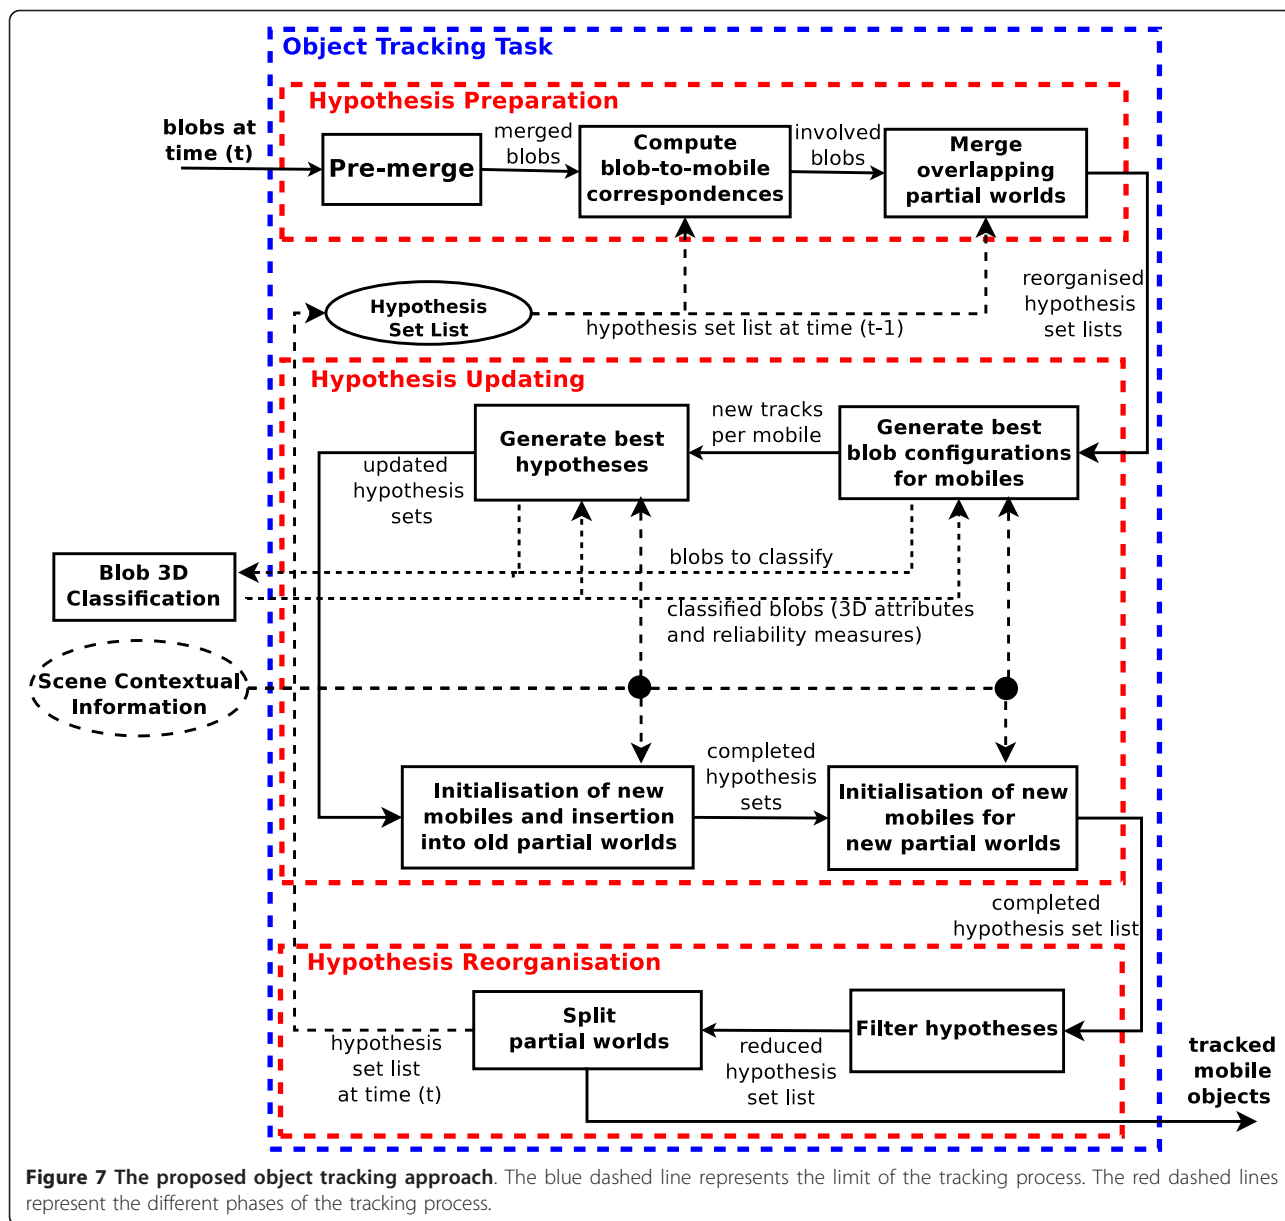 Object Tracking Task
Hypothesis Preparation
blobs at
time (t)
Pre-merge
merged
blobs
Compute
blob-to-mobile
correspondences
involved
blobs
Merge
overlapping
partial worlds
reorganised
hypothesis
set lists
Hypothesis
Set List
hypothesis set list at time (t-1)
Hypothesis Updating
Generate best
hypotheses
new tracks
per mobile
Generate best
blob configurations
for mobiles
updated
hypothesis
sets
blobs to classify
Blob 3D
Classification
classified blobs (3D attributes
and reliability measures)
Scene Contextual
Information
Initialisation of new
mobiles and insertion
into old partial worlds
completed
hypothesis
sets
Initialisation of new
mobiles for
new partial worlds
completed
hypothesis set list
Hypothesis Reorganisation
Split
partial worlds
Filter hypotheses
hypothesis
set list
at time (t)
reduced
hypothesis
set list
tracked
mobile
objects
Figure 7 The proposed object tracking approach. The blue dashed line represents the limit of the tracking process. The red dashed lines
represent the different phases of the tracking process.